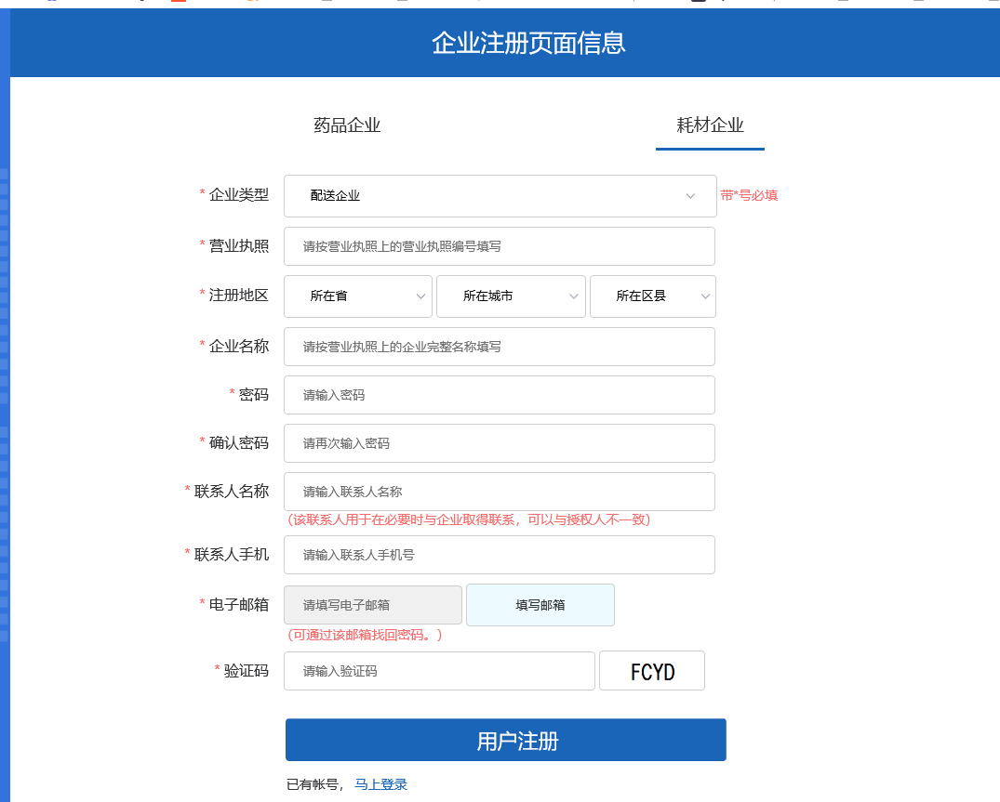 企业注册页面信息
药品企业 耗材企业
* 企业类型 配送企业 带*号必填
* 营业执照 请按营业执照上的营业执照编号填写
* 注册地区 所在省 所在城市 所在区县
* 企业名称 请按营业执照上的企业完整名称填写
* 密码 请输入密码
* 确认密码 请再次输入密码
* 联系人名称 请输入联系人名称
(该联系人用于在必要时与企业取得联系，可以与授权人不一致)
* 联系人手机 请输入联系人手机号
* 电子邮箱 请填写电子邮箱 填写邮箱
(可通过该邮箱找回密码。)
* 验证码 请输入验证码 FCYD
用户注册
已有帐号， 马上登录